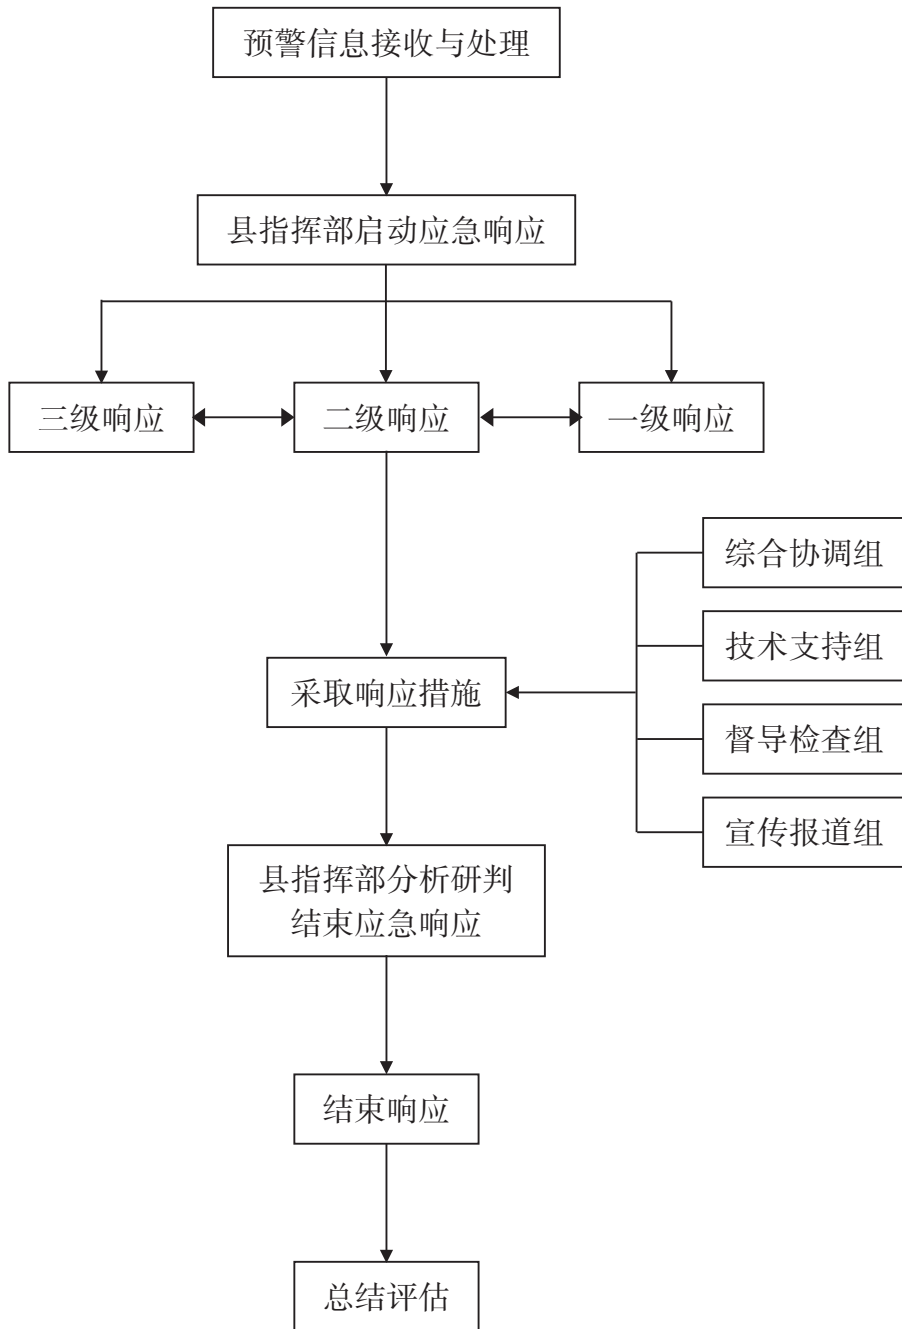 预警信息接收与处理
县指挥部启动应急响应
三级响应
二级响应
一级响应
综合协调组
技术支持组
采取响应措施
督导检查组
宣传报道组
县指挥部分析研判
结束应急响应
结束响应
总结评估